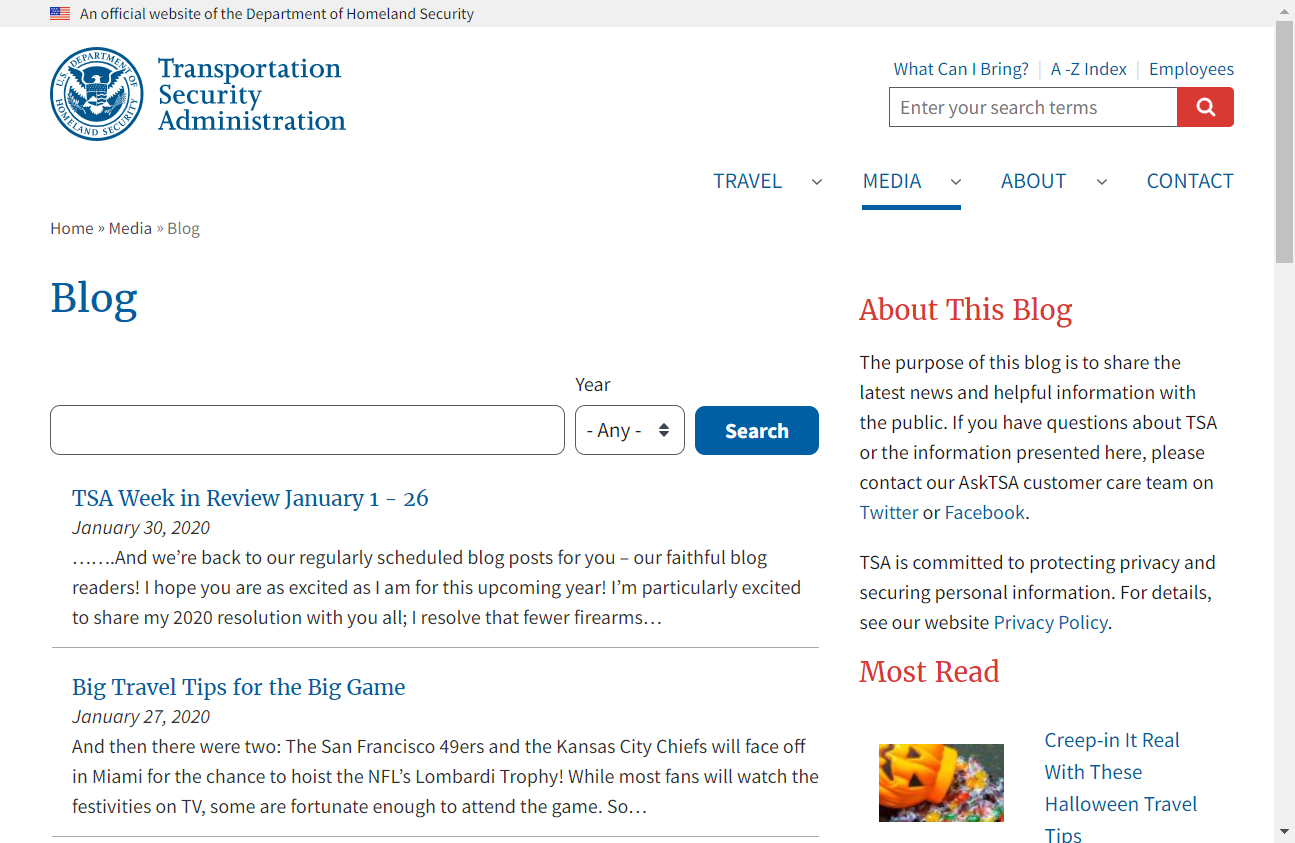 An official website of the Department of Homeland Security
U.S. DEPARTMENT OF HOMELAND SECURITY
Transportation
Security
Administration
What Can I Bring?
A -Z Index
Employees
Enter your search terms
TRAVEL
MEDIA
ABOUT
CONTACT
Home » Media » Blog
Blog
Year
- Any -
Search
TSA Week in Review January 1 - 26
January 30, 2020
…….And we’re back to our regularly scheduled blog posts for you – our faithful blog
readers! I hope you are as excited as I am for this upcoming year! I’m particularly excited
to share my 2020 resolution with you all; I resolve that fewer firearms…
Big Travel Tips for the Big Game
January 27, 2020
And then there were two: The San Francisco 49ers and the Kansas City Chiefs will face off
in Miami for the chance to hoist the NFL’s Lombardi Trophy! While most fans will watch the
festivities on TV, some are fortunate enough to attend the game. So…
About This Blog
The purpose of this blog is to share the
latest news and helpful information with
the public. If you have questions about TSA
or the information presented here, please
contact our AskTSA customer care team on
Twitter or Facebook.
TSA is committed to protecting privacy and
securing personal information. For details,
see our website Privacy Policy.
Most Read
Creep-in It Real
With These
Halloween Travel
Tips